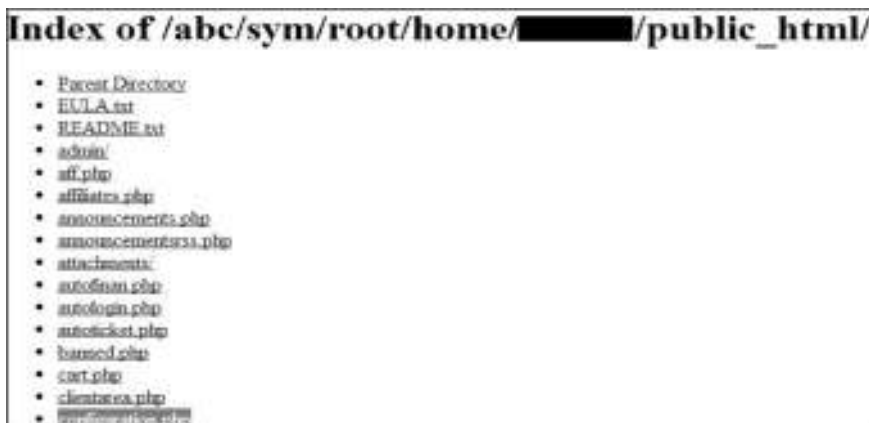 Index of /abc/sym/root/home/ /public_html/
Parent Directory
EULA.txt
README.txt
admin/
aff.php
affiliates.php
announcements.php
announcementsrss.php
attachments/
autofinan.php
autologin.php
autoticket.php
banned.php
cart.php
clientarea.php